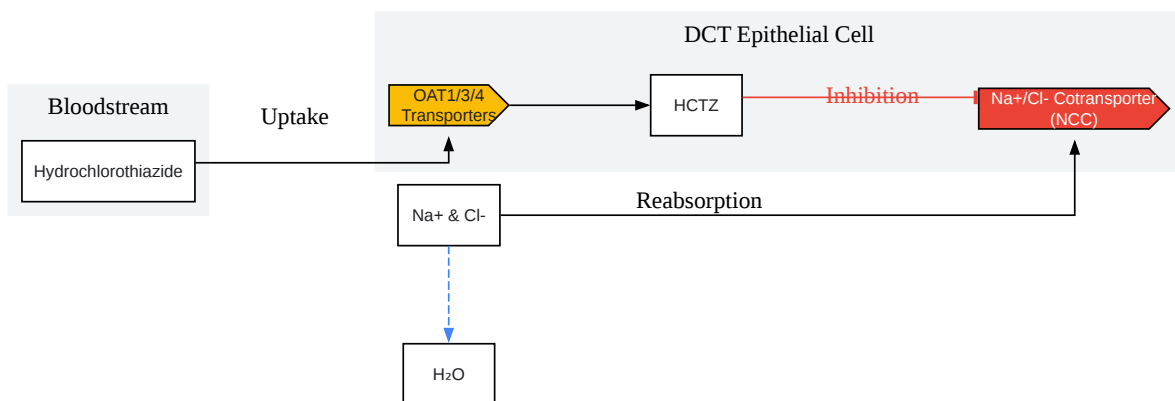 DCT Epithelial Cell
Bloodstream
Uptake
OAT1/3/4
Transporters
HCTZ
Inhibition
Na+/Cl- Cotransporter
(NCC)
Hydrochlorothiazide
Na+ & Cl-
Reabsorption
H₂O